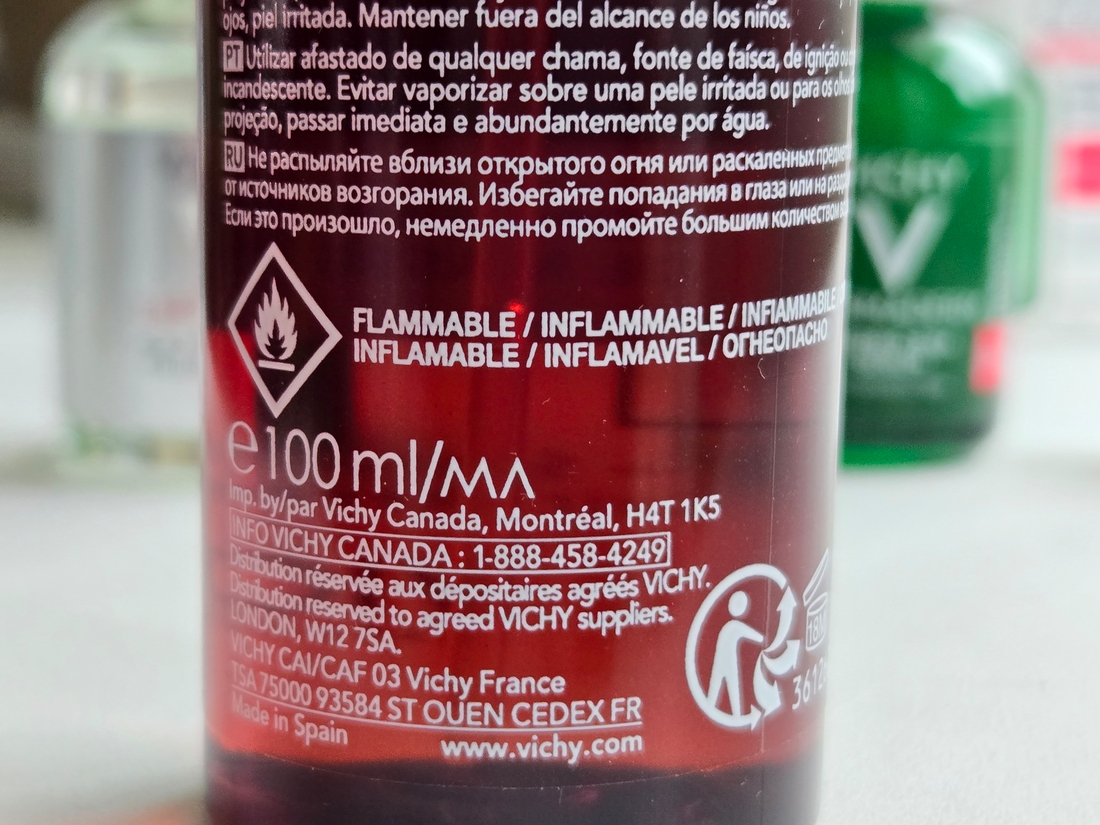 ojos, piel irritada. Mantener fuera del alcance de los niños.
PT Utilizar afastado de qualquer chama, fonte de faísca, de ignição ou
incandescente. Evitar vaporizar sobre uma pele irritada ou para os olhos
projeção, passar imediata e abundantemente por água.
RU Не распыляйте вблизи открытого огня или раскаленных
от источников возгорания. Избегайте попадания в глаза или на
Если это произошло, немедленно промойте большим количеством
FLAMMABLE / INFLAMMABLE / INFIAMMABILE
INFLAMABLE / INFLAMAVEL / ОГНЕОПАСНО
e 100 ml/МЛ
Imp. by/par Vichy Canada, Montréal, H4T 1K5
INFO VICHY CANADA : 1-888-458-4249
Distribution réservée aux dépositaires agréés VICHY.
Distribution reserved to agreed VICHY suppliers.
LONDON, W12 7SA.
VICHY CAI/CAF 03 Vichy France
TSA 75000 93584 ST OUEN CEDEX FR
Made in Spain
www.vichy.com
18M
3612
VICHY
V